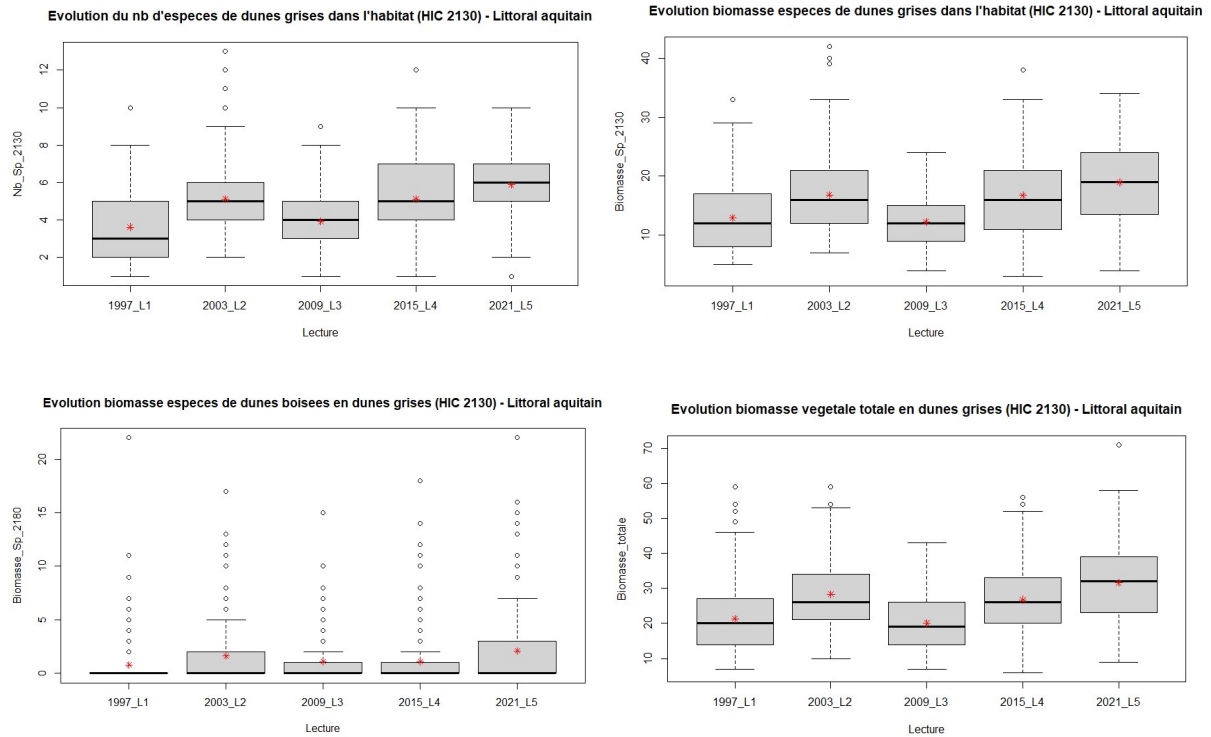 Evolution du nb d'especes de dunes grises dans l'habitat (HIC 2130) - Littoral aquitain
Nb_Sp_2130
12
10
8
6
4
2
1997_L1 2003_L2 2009_L3 2015_L4 2021_L5
Lecture
Evolution biomasse especes de dunes grises dans l'habitat (HIC 2130) - Littoral aquitain
Biomasse_Sp_2130
40
30
20
10
1997_L1 2003_L2 2009_L3 2015_L4 2021_L5
Lecture
Evolution biomasse especes de dunes boisees en dunes grises (HIC 2130) - Littoral aquitain
Biomasse_Sp_2180
20
15
10
5
0
1997_L1 2003_L2 2009_L3 2015_L4 2021_L5
Lecture
Evolution biomasse vegetale totale en dunes grises (HIC 2130) - Littoral aquitain
Biomasse_totale
70
60
50
40
30
20
10
1997_L1 2003_L2 2009_L3 2015_L4 2021_L5
Lecture